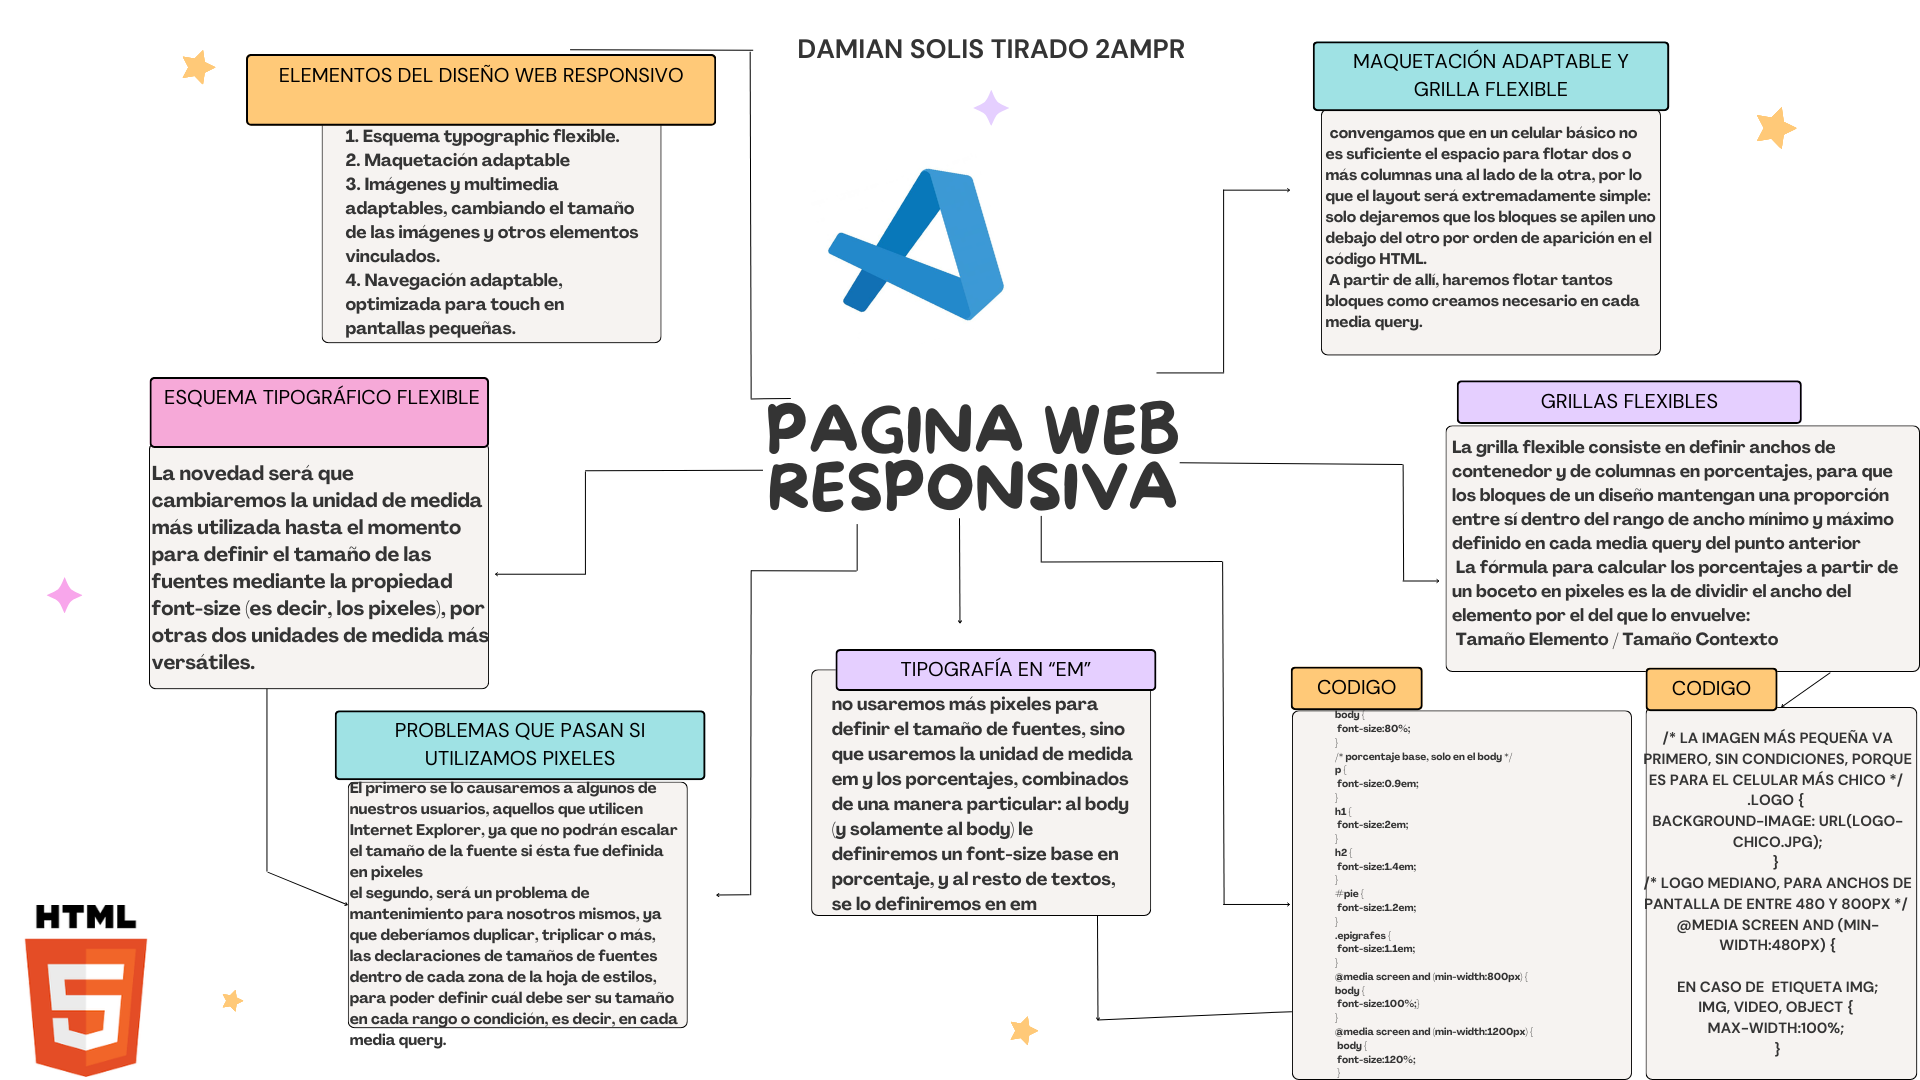 DAMIAN SOLIS TIRADO 2AMPR
ELEMENTOS DEL DISEÑO WEB RESPONSIVO
1. Esquema typographic flexible.
2. Maquetación adaptable
3. Imágenes y multimedia
adaptables, cambiando el tamaño
de las imágenes y otros elementos
vinculados.
4. Navegación adaptable,
optimizada para touch en
pantallas pequeñas.
MAQUETACIÓN ADAPTABLE Y
GRILLA FLEXIBLE
convengamos que en un celular básico no
es suficiente el espacio para flotar dos o
más columnas una al lado de la otra, por lo
que el layout será extremadamente simple:
solo dejaremos que los bloques se apilen uno
debajo del otro por orden de aparición en el
código HTML.
A partir de allí, haremos flotar tantos
bloques como creamos necesario en cada
media query.
PAGINA WEB
RESPONSIVA
ESQUEMA TIPOGRÁFICO FLEXIBLE
La novedad será que
cambiaremos la unidad de medida
más utilizada hasta el momento
para definir el tamaño de las
fuentes mediante la propiedad
font-size (es decir, los pixeles), por
otras dos unidades de medida más
versátiles.
GRILLAS FLEXIBLES
La grilla flexible consiste en definir anchos de
contenedor y de columnas en porcentajes, para que
los bloques de un diseño mantengan una proporción
entre sí dentro del rango de ancho mínimo y máximo
definido en cada media query del punto anterior
La fórmula para calcular los porcentajes a partir de
un boceto en pixeles es la de dividir el ancho del
elemento por el del que lo envuelve:
Tamaño Elemento / Tamaño Contexto
PROBLEMAS QUE PASAN SI
UTILIZAMOS PIXELES
El primero se lo causaremos a algunos de
nuestros usuarios, aquellos que utilicen
Internet Explorer, ya que no podrán escalar
el tamaño de la fuente si ésta fue definida
en pixeles
el segundo, será un problema de
mantenimiento para nosotros mismos, ya
que deberíamos duplicar, triplicar o más,
las declaraciones de tamaños de fuentes
dentro de cada zona de la hoja de estilos,
para poder definir cuál debe ser su tamaño
en cada rango o condición, es decir, en cada
media query.
TIPOGRAFÍA EN “EM”
no usaremos más pixeles para
definir el tamaño de fuentes, sino
que usaremos la unidad de medida
em y los porcentajes, combinados
de una manera particular: al body
(y solamente al body) le
definiremos un font-size base en
porcentaje, y al resto de textos,
se lo definiremos en em
CODIGO
body {
font-size:80%;
}
/* porcentaje base, solo en el body */
p {
font-size:0.9em;
}
h1 {
font-size:2em;
}
h2 {
font-size:1.4em;
}
#pie {
font-size:1.2em;
}
.epigrafes {
font-size:1.1em;
}
@media screen and (min-width:800px) {
body {
font-size:100%;}
}
@media screen and (min-width:1200px) {
body {
font-size:120%;
}
CODIGO
/* LA IMAGEN MÁS PEQUEÑA VA
PRIMERO, SIN CONDICIONES, PORQUE
ES PARA EL CELULAR MÁS CHICO */
.LOGO {
BACKGROUND-IMAGE: URL(LOGO-
CHICO.JPG);
}
/* LOGO MEDIANO, PARA ANCHOS DE
PANTALLA DE ENTRE 480 Y 800PX */
@MEDIA SCREEN AND (MIN-
WIDTH:480PX) {
EN CASO DE  ETIQUETA IMG;
IMG, VIDEO, OBJECT {
MAX-WIDTH:100%;
}
HTML
5